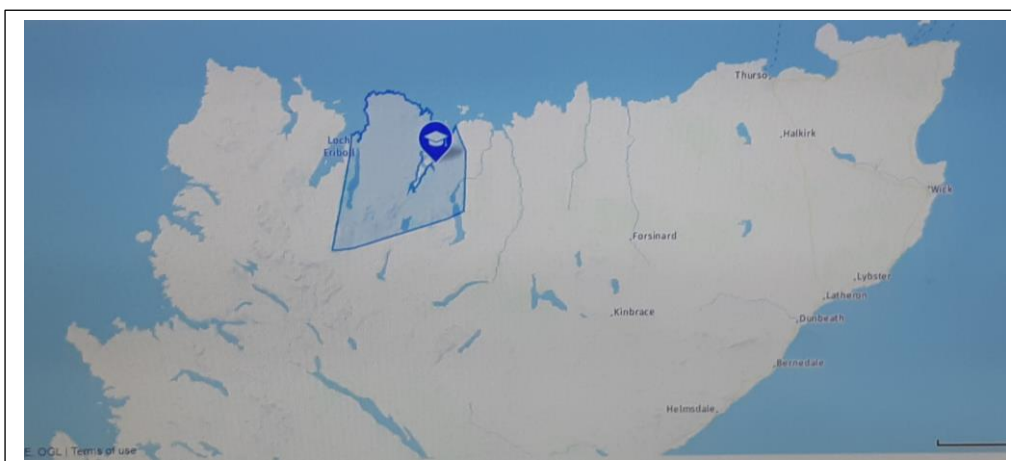 Thurso
Halkirk
Loch
Eriboll
Wick
Forsinard
Lybster
Latheron
Kinbrace
Dunbeath
Berriedale
Helmsdale
E, OGL | Terms of use